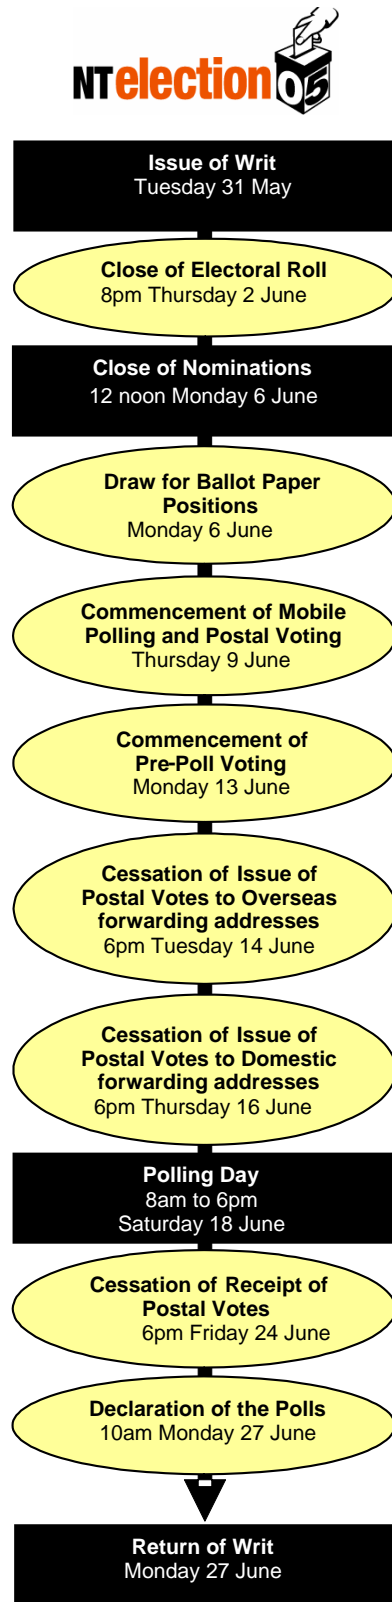 NT election 05
Issue of Writ
Tuesday 31 May
Close of Electoral Roll
8pm Thursday 2 June
Close of Nominations
12 noon Monday 6 June
Draw for Ballot Paper
Positions
Monday 6 June
Commencement of Mobile
Polling and Postal Voting
Thursday 9 June
Commencement of
Pre-Poll Voting
Monday 13 June
Cessation of Issue of
Postal Votes to Overseas
forwarding addresses
6pm Tuesday 14 June
Cessation of Issue of
Postal Votes to Domestic
forwarding addresses
6pm Thursday 16 June
Polling Day
8am to 6pm
Saturday 18 June
Cessation of Receipt of
Postal Votes
6pm Friday 24 June
Declaration of the Polls
10am Monday 27 June
Return of Writ
Monday 27 June